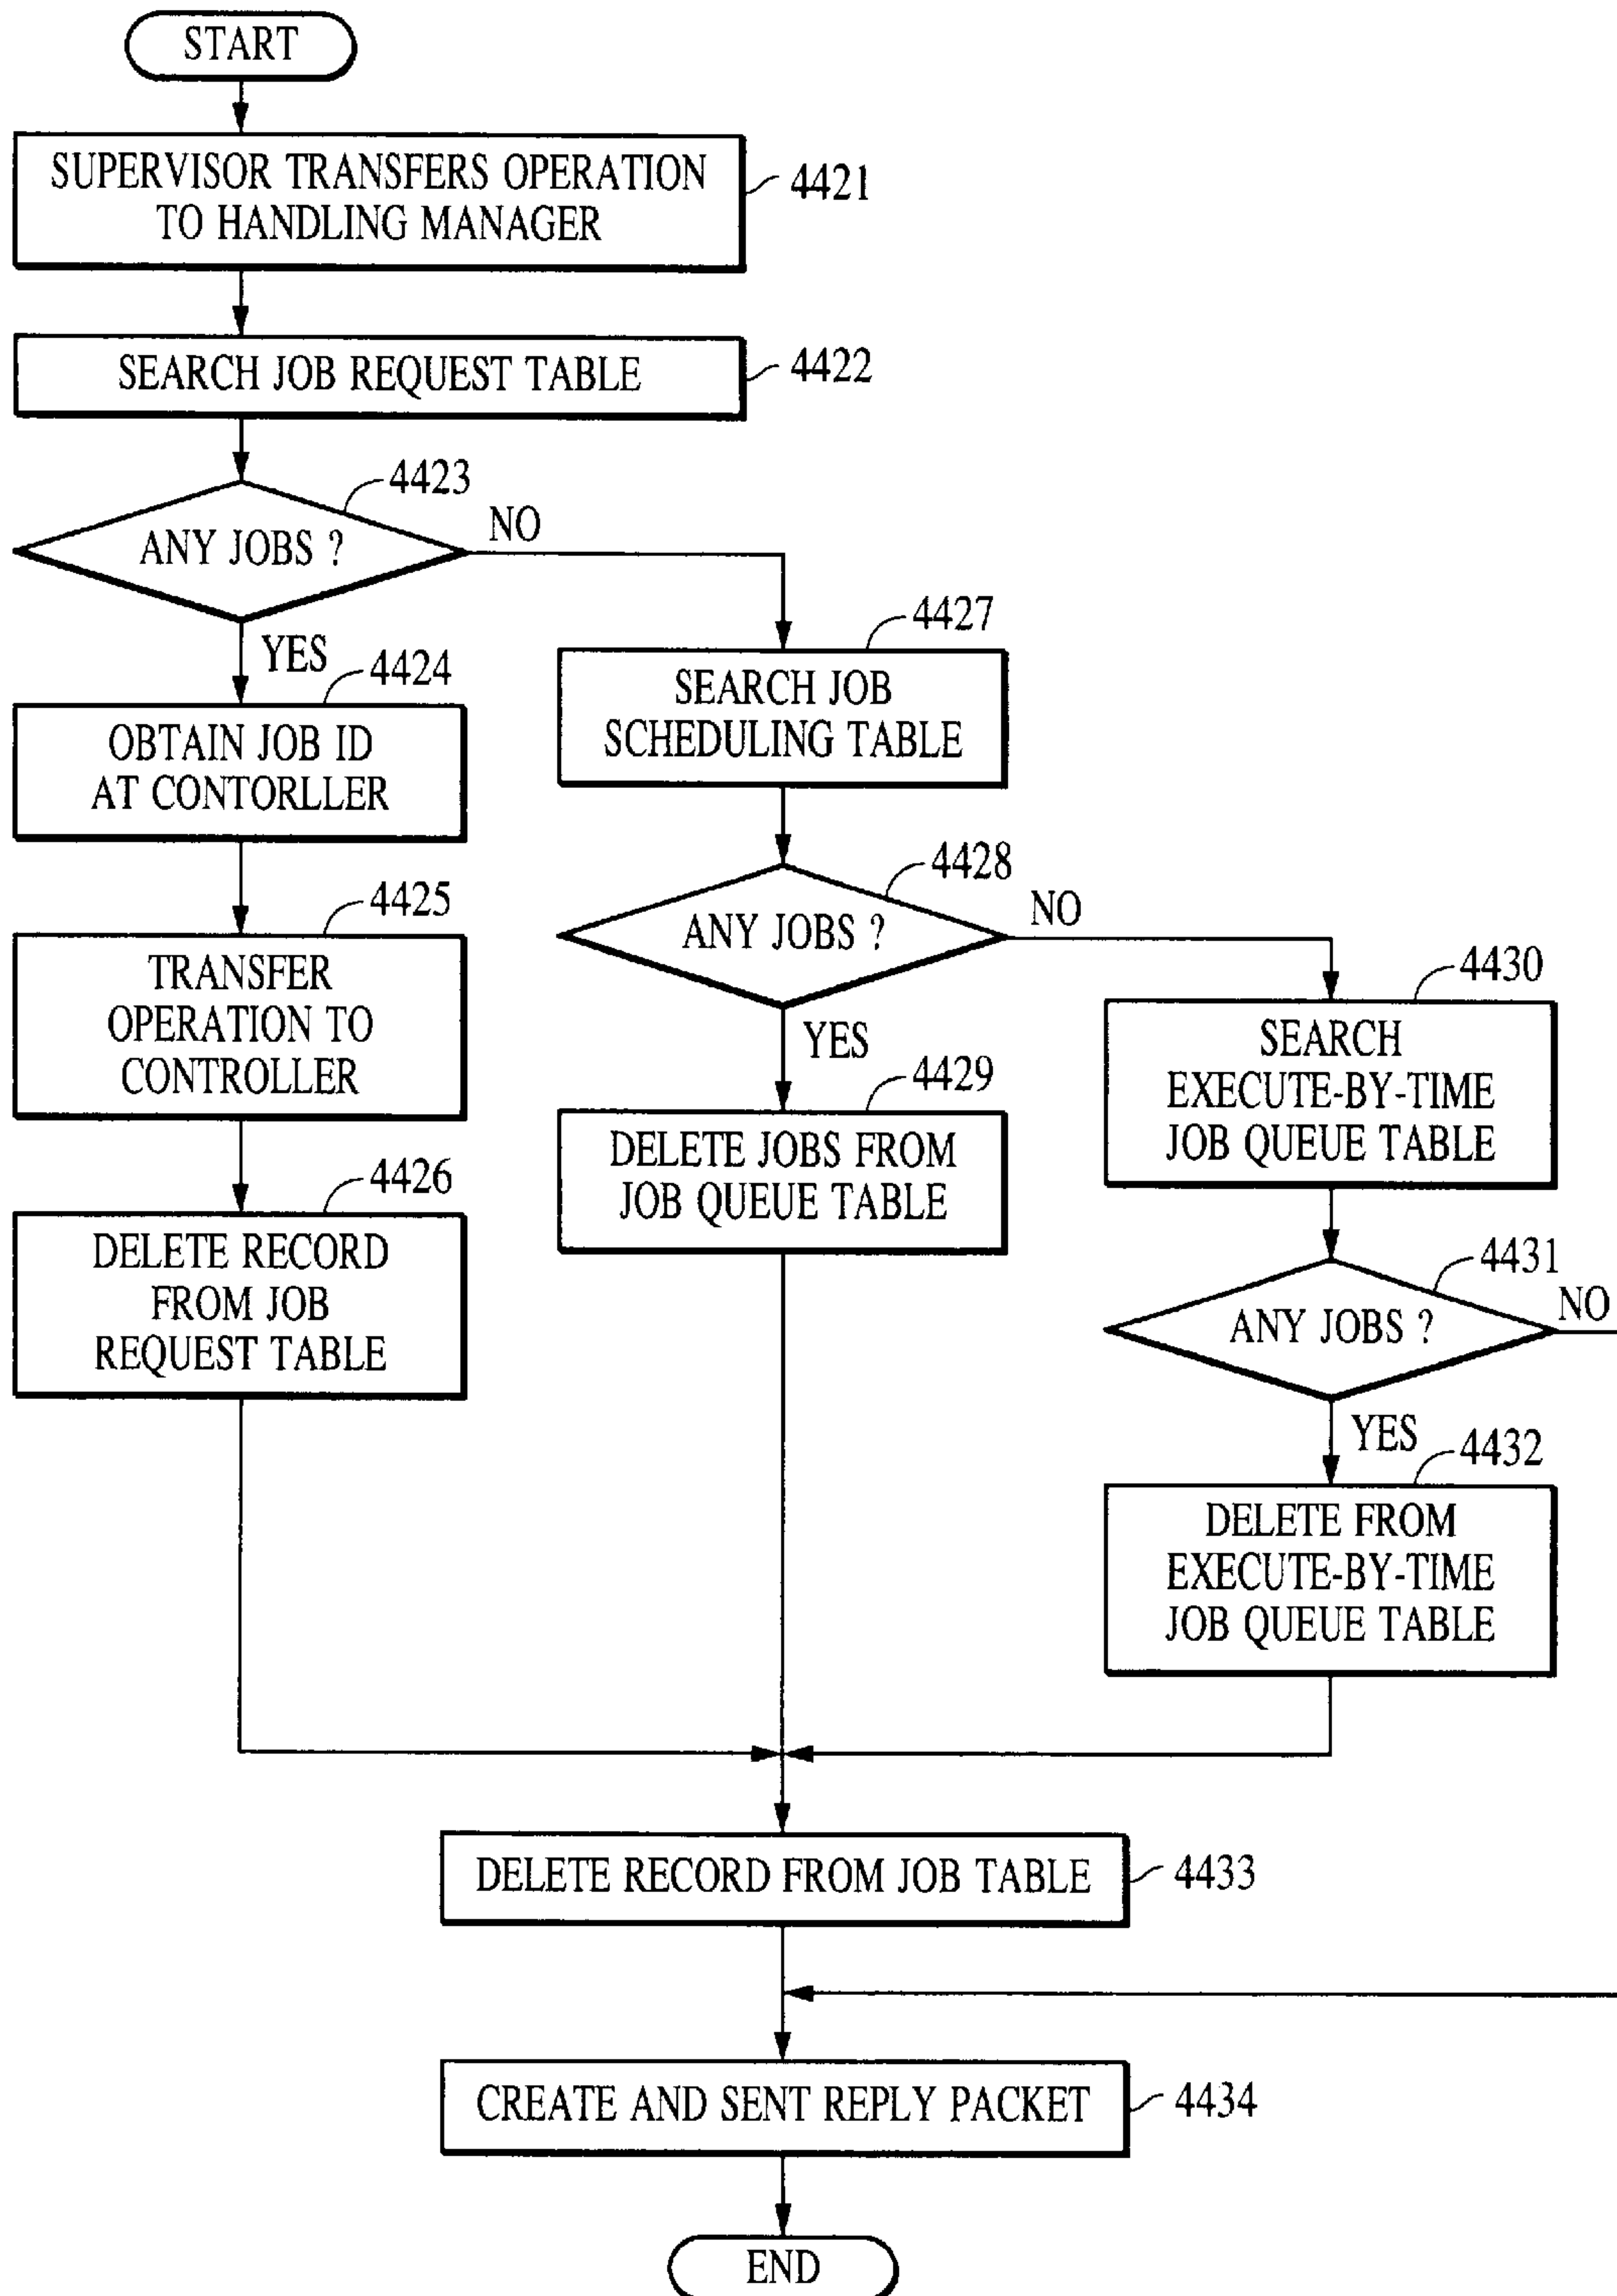 START
SUPERVISOR TRANSFERS OPERATION
TO HANDLING MANAGER
4421
SEARCH JOB REQUEST TABLE
4422
4423
ANY JOBS ?
NO
YES
4424
OBTAIN JOB ID
AT CONTORLLER
4425
TRANSFER
OPERATION TO
CONTROLLER
4426
DELETE RECORD
FROM JOB
REQUEST TABLE
4427
SEARCH JOB
SCHEDULING TABLE
4428
ANY JOBS ?
NO
YES
4429
DELETE JOBS FROM
JOB QUEUE TABLE
4430
SEARCH
EXECUTE-BY-TIME
JOB QUEUE TABLE
4431
ANY JOBS ?
NO
YES
4432
DELETE FROM
EXECUTE-BY-TIME
JOB QUEUE TABLE
DELETE RECORD FROM JOB TABLE
4433
CREATE AND SENT REPLY PACKET
4434
END